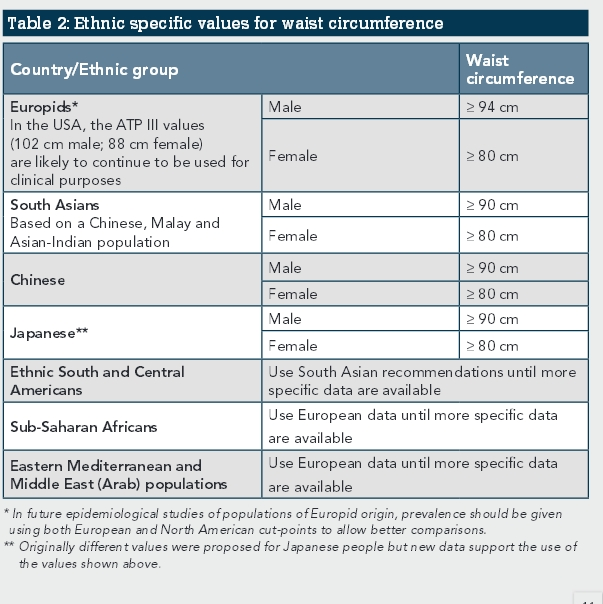 Table 2: Ethnic specific values for waist circumference
Country/Ethnic group
Waist
circumference
Europids*
In the USA, the ATP III values
(102 cm male; 88 cm female)
are likely to continue to be used for
clinical purposes
Male
≥ 94 cm
Female
≥ 80 cm
South Asians
Based on a Chinese, Malay and
Asian-Indian population
Male
≥ 90 cm
Female
≥ 80 cm
Chinese
Male
≥ 90 cm
Female
≥ 80 cm
Japanese**
Male
≥ 90 cm
Female
≥ 80 cm
Ethnic South and Central
Americans
Use South Asian recommendations until more
specific data are available
Sub-Saharan Africans
Use European data until more specific data
are available
Eastern Mediterranean and
Middle East (Arab) populations
Use European data until more specific data
are available
* In future epidemiological studies of populations of Europid origin, prevalence should be given
using both European and North American cut-points to allow better comparisons.
** Originally different values were proposed for Japanese people but new data support the use of
the values shown above.